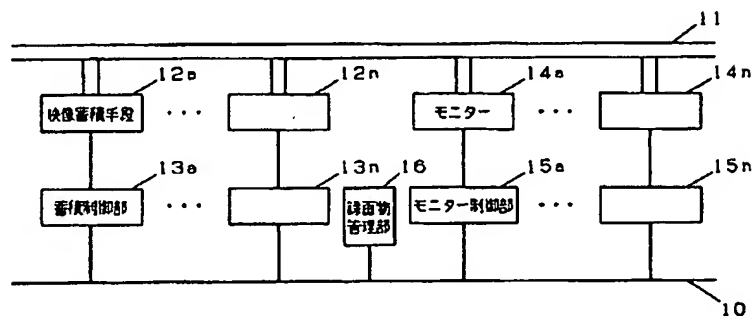 11
12a 12n 14a 14n
映像蓄積手段 ... モニター ...
13a 13n 16 15a 15n
蓄積制御部 ... 録画物 モニター制御部 ...
管理部
10